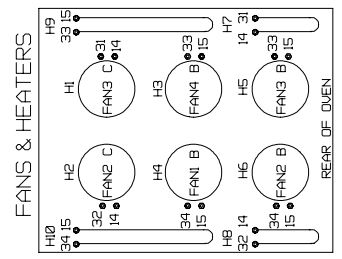 FANS & HEATERS
H9 33 15
H7 14 31
31 14
33 15
33 15
H1 FAN3 C
H3 FAN4 B
H5 FAN3 B
H2 FAN2 C
H4 FAN1 B
H6 FAN2 B
32 14
34 15
34 15
H10 34 15
H8 32 14
REAR OF OVEN